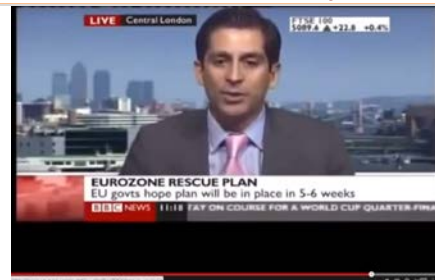 LIVE Central London
FTSE 100
5089.6 ▲ +22.8 +0.4%
EUROZONE RESCUE PLAN
EU govts hope plan will be in place in 5-6 weeks
BBC NEWS 11:18 TAY ON COURSE FOR A WORLD CUP QUARTER-FINA